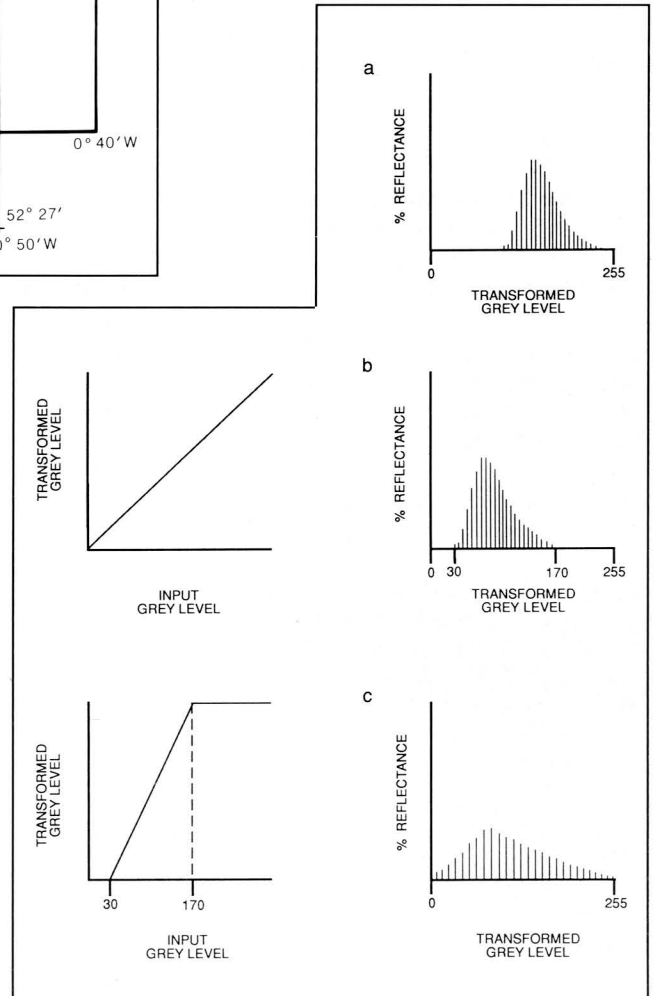 0° 40′W
52° 27′
0° 50′W
a
% REFLECTANCE
0 255
TRANSFORMED
GREY LEVEL
TRANSFORMED
GREY LEVEL
INPUT
GREY LEVEL
b
% REFLECTANCE
0 30 170 255
TRANSFORMED
GREY LEVEL
TRANSFORMED
GREY LEVEL
30 170
INPUT
GREY LEVEL
c
% REFLECTANCE
0 255
TRANSFORMED
GREY LEVEL